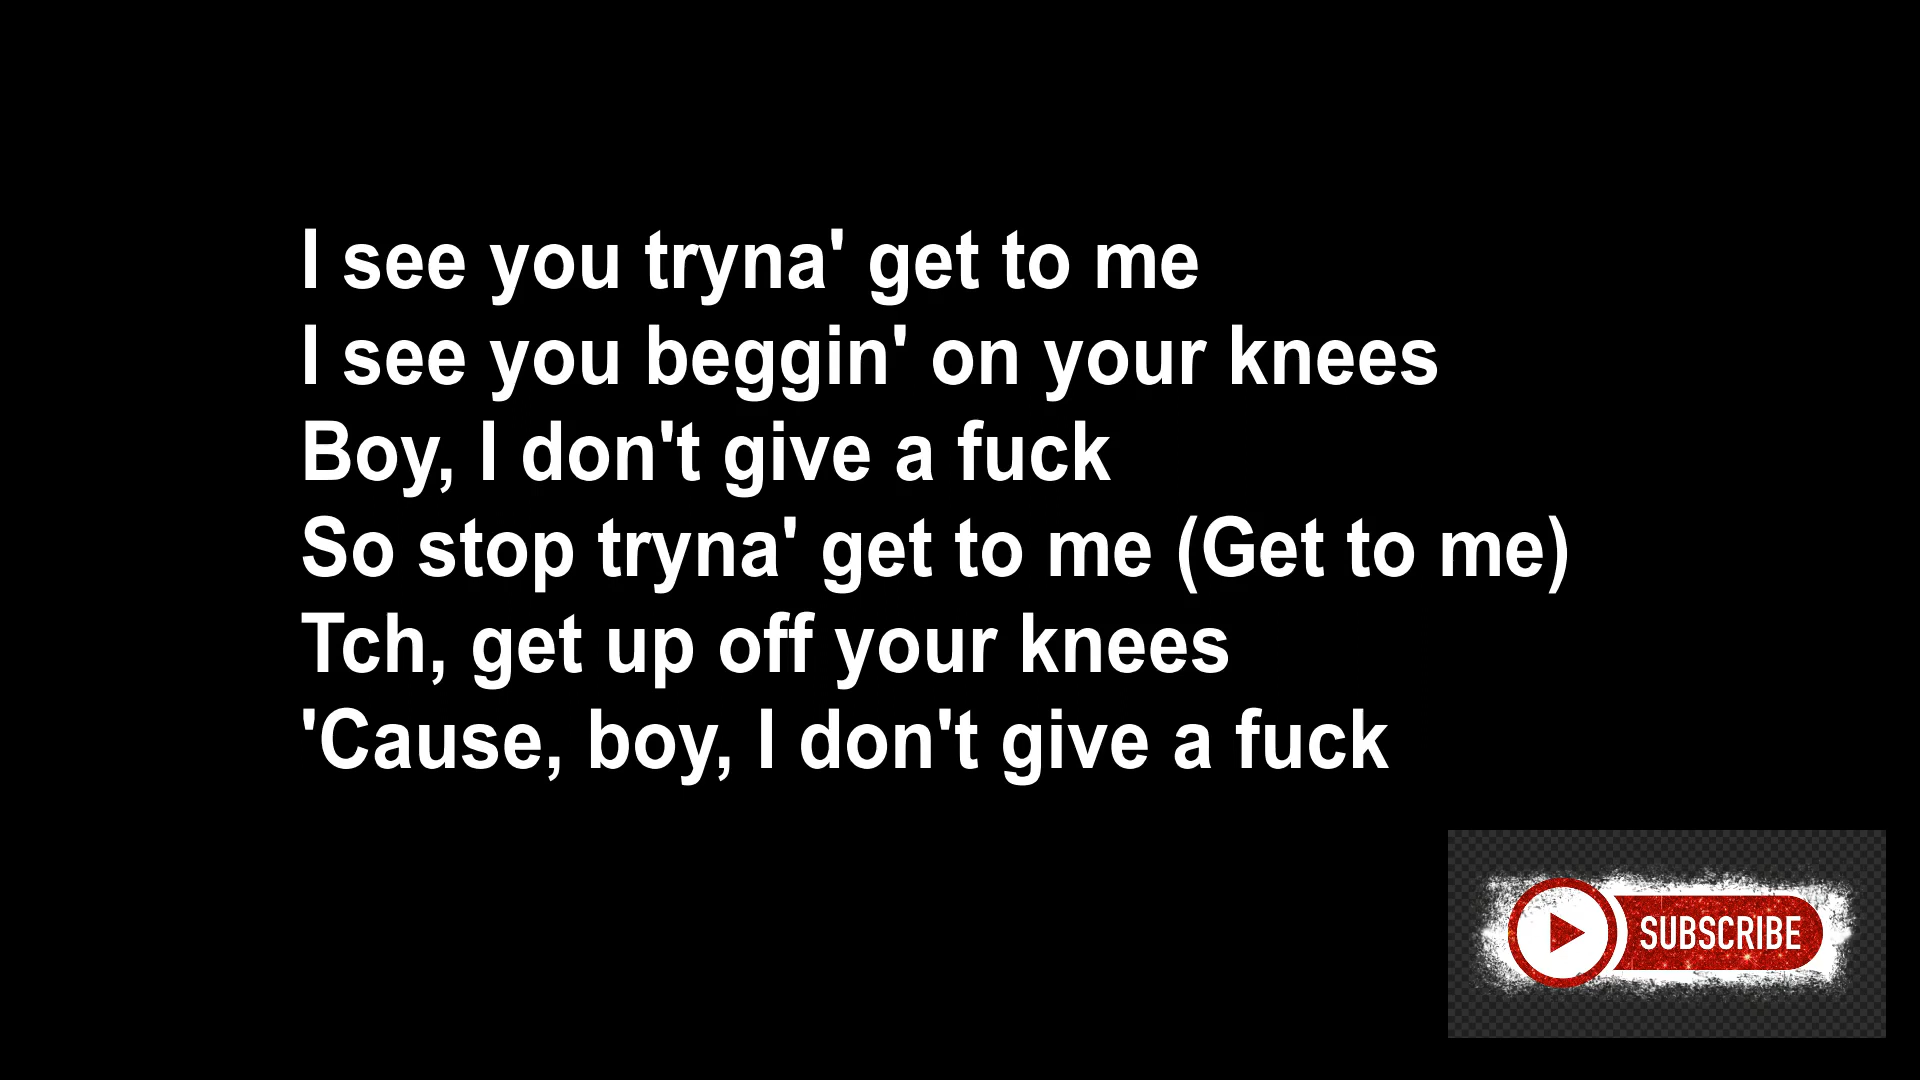 I see you tryna' get to me
I see you beggin' on your knees
Boy, I don't give a fuck
So stop tryna' get to me (Get to me)
Tch, get up off your knees
'Cause, boy, I don't give a fuck
SUBSCRIBE